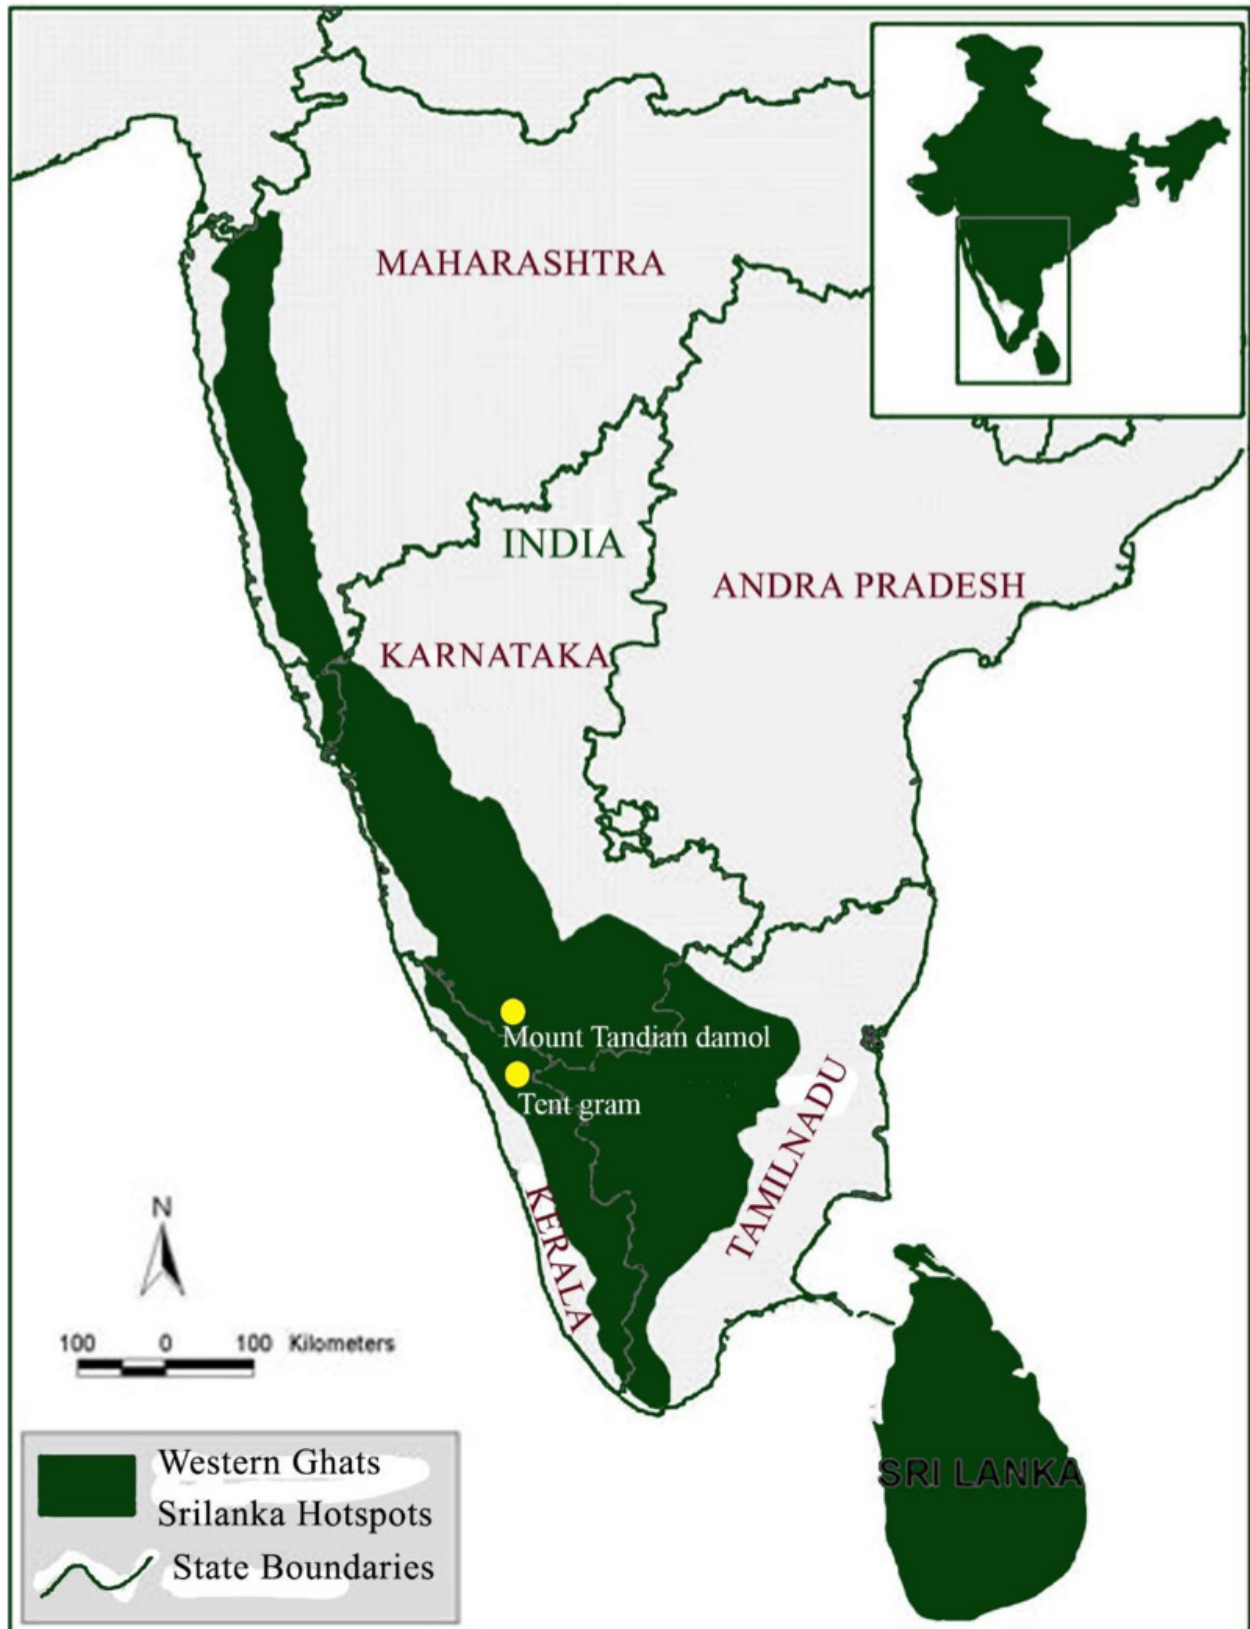 MAHARASHTRA
INDIA
ANDRA PRADESH
KARNATAKA
Mount Tandian damol
Tent gram
TAMILNADU
KERALA
N
100 0 100 Kilometers
SRI LANKA
Western Ghats
Srilanka Hotspots
State Boundaries